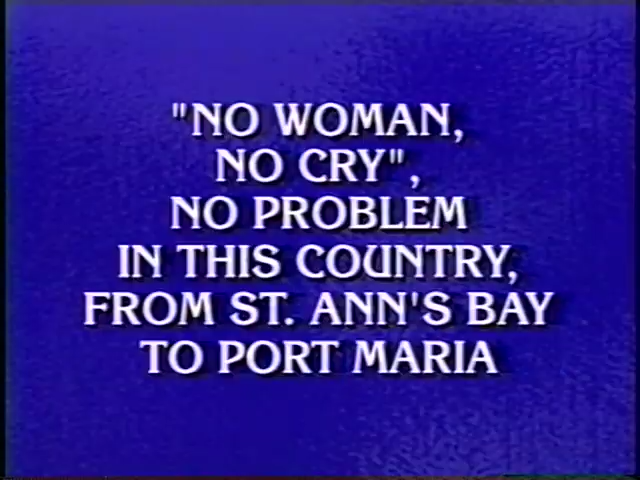 "NO WOMAN,
NO CRY",
NO PROBLEM
IN THIS COUNTRY,
FROM ST. ANN'S BAY
TO PORT MARIA